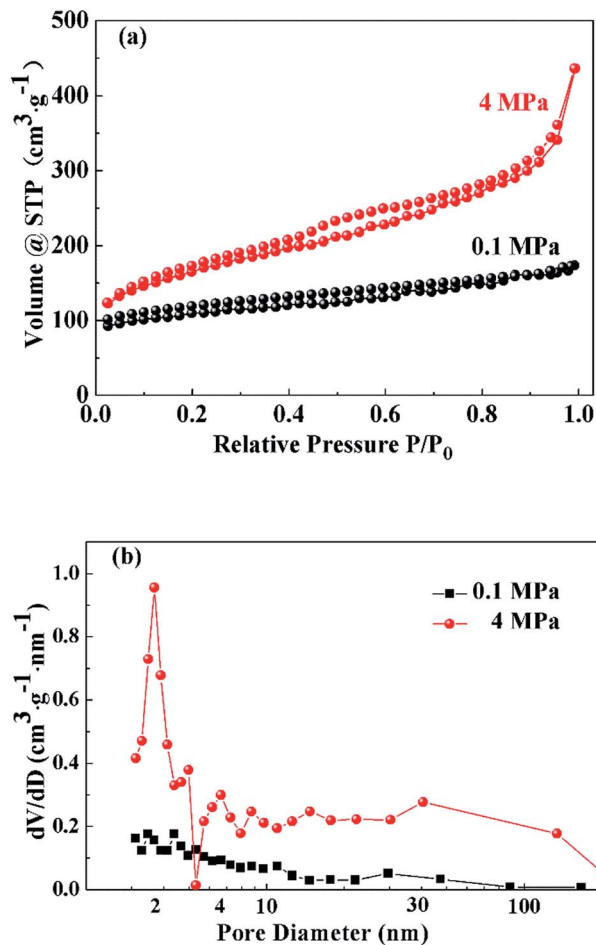 (a)
500
400
300
200
100
0
Volume @ STP (cm³·g⁻¹)
4 MPa
0.1 MPa
0.0 0.2 0.4 0.6 0.8 1.0
Relative Pressure P/P₀
(b)
1.0
0.8
0.6
0.4
0.2
0.0
dV/dD (cm³·g⁻¹·nm⁻¹)
0.1 MPa
4 MPa
2 4 6 8 10 30 100
Pore Diameter (nm)